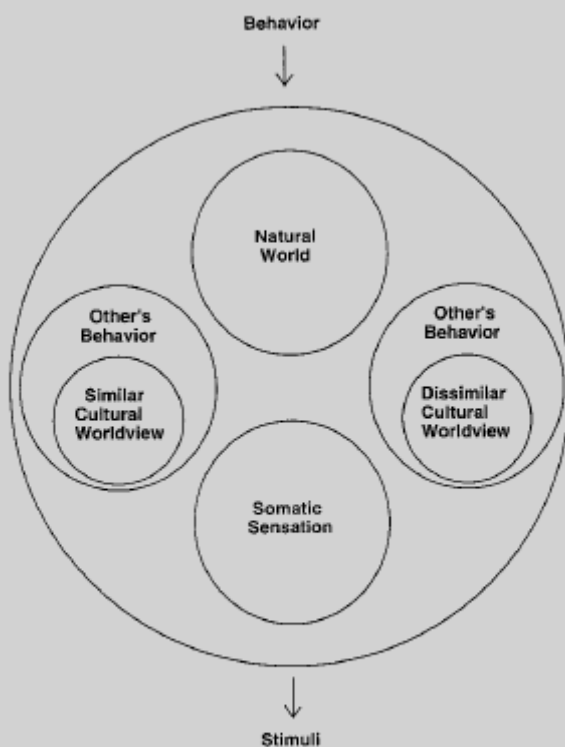 Behavior
Natural
World
Other's
Behavior
Similar
Cultural
Worldview
Other's
Behavior
Dissimilar
Cultural
Worldview
Somatic
Sensation
Stimuli